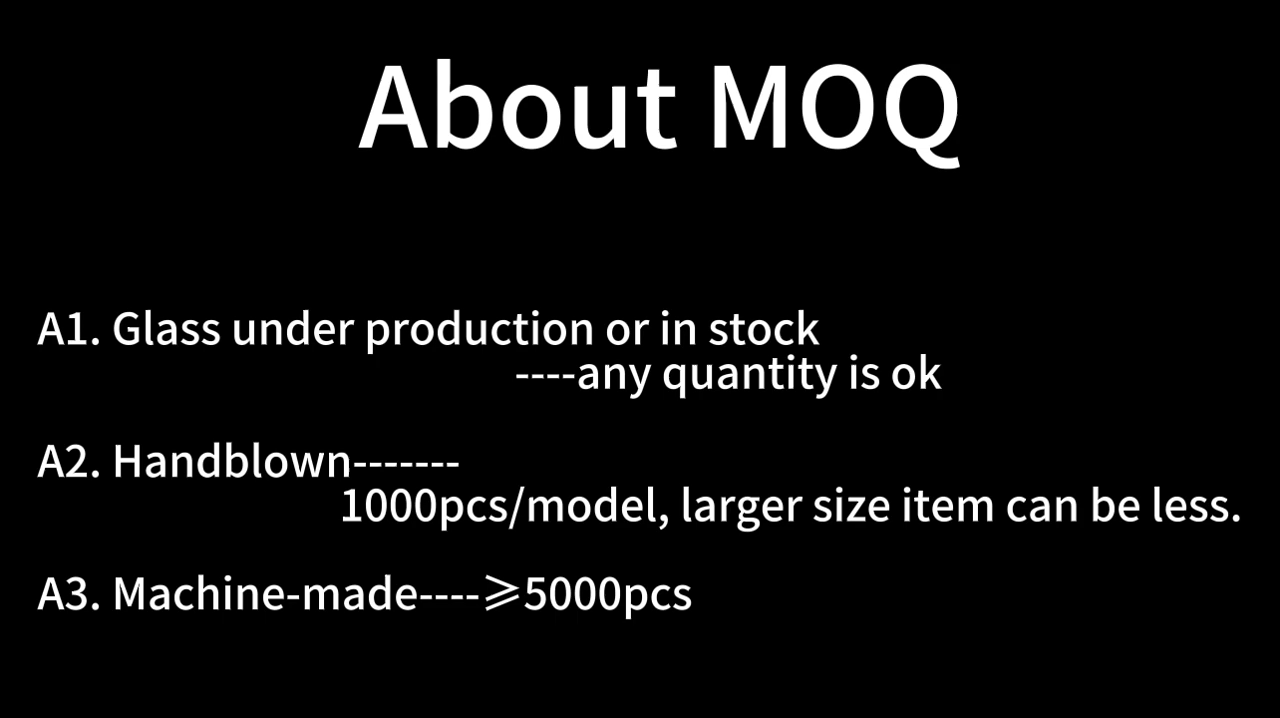 About MOQ
A1. Glass under production or in stock
----any quantity is ok
A2. Handblown-------
1000pcs/model, larger size item can be less.
A3. Machine-made----⩾5000pcs